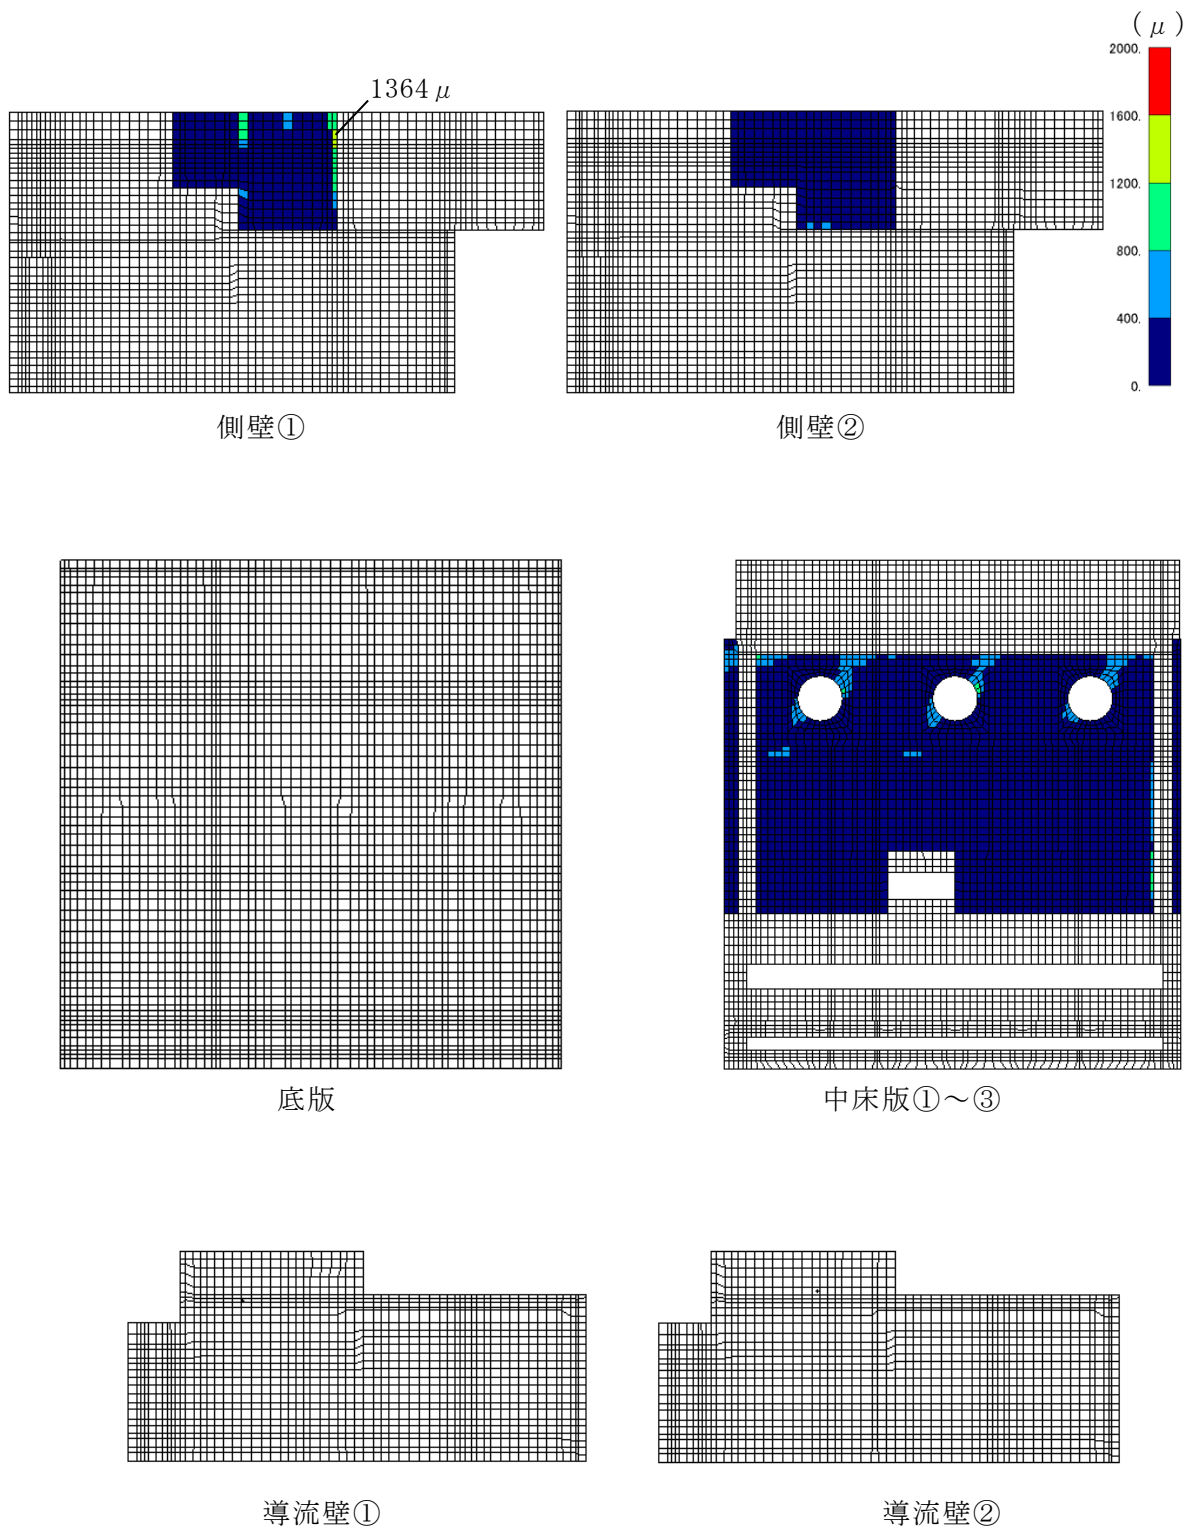 (μ)
2000.
1364μ
1600.
1200.
800.
400.
0.
側壁①
側壁②
底版
中床版①～③
導流壁①
導流壁②